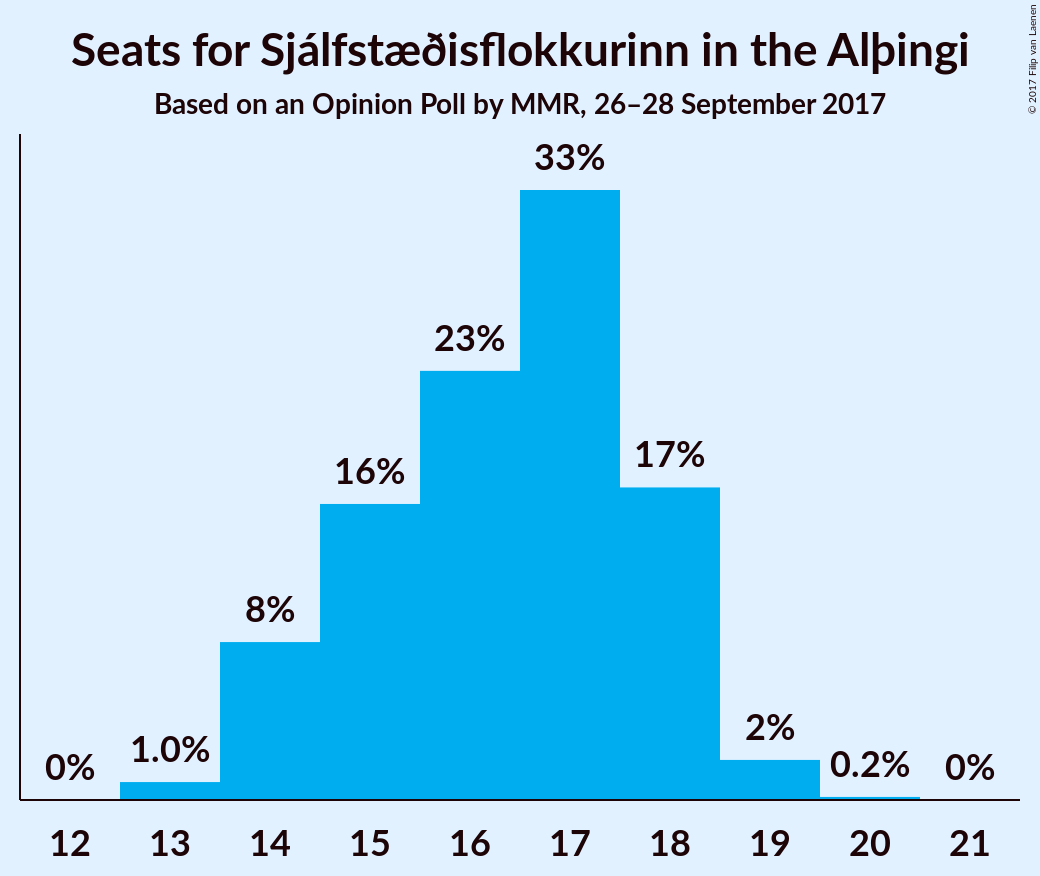 Seats for Sjálfstæðisflokkurinn in the Alþingi
Based on an Opinion Poll by MMR, 26–28 September 2017
© 2017 Filip van Laenen
33%
23%
17%
16%
8%
2%
1.0%
0.2%
0%
0%
12 13 14 15 16 17 18 19 20 21